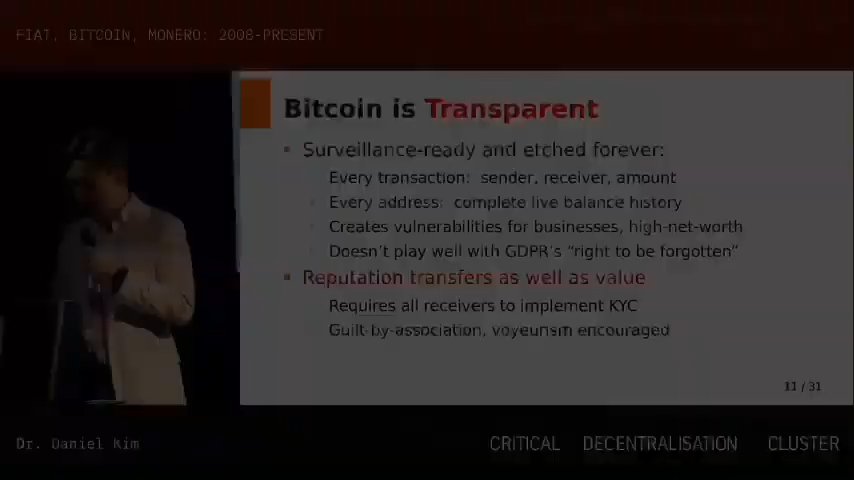 FIAT, BITCOIN, MONERO: 2008-PRESENT
Bitcoin is Transparent
Surveillance-ready and etched forever:
Every transaction: sender, receiver, amount
Every address: complete live balance history
Creates vulnerabilities for businesses, high-net-worth
Doesn't play well with GDPR's "right to be forgotten"
Reputation transfers as well as value
Requires all receivers to implement KYC
Guilt-by-association, voyeurism encouraged
11 / 31
Dr. Daniel Kim
CRITICAL DECENTRALISATION CLUSTER